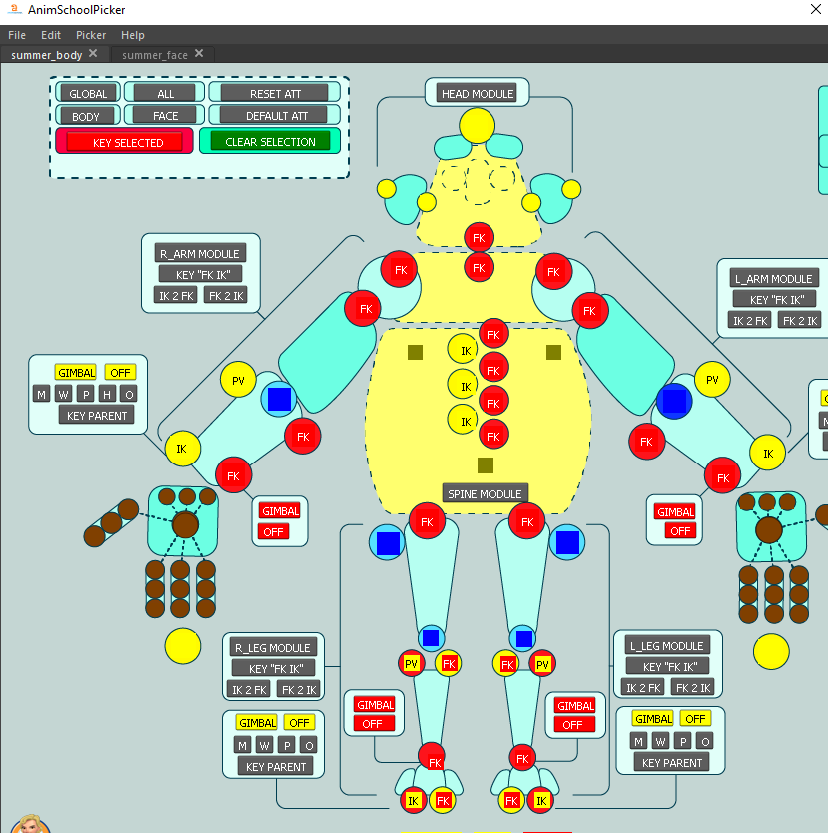 AnimSchoolPicker
File Edit Picker Help
summer_body summer_face
GLOBAL ALL RESET ATT
BODY FACE DEFAULT ATT
KEY SELECTED CLEAR SELECTION
HEAD MODULE
FK
FK
FK
FK
FK
FK
R_ARM MODULE
KEY "FK IK"
IK 2 FK FK 2 IK
L_ARM MODULE
KEY "FK IK"
IK 2 FK FK 2 IK
FK
IK
FK
IK
FK
IK
FK
SPINE MODULE
GIMBAL OFF
M W P H O
KEY PARENT
PV
IK
FK
FK
GIMBAL
OFF
PV
IK
FK
FK
GIMBAL
OFF
FK FK
R_LEG MODULE
KEY "FK IK"
IK 2 FK FK 2 IK
GIMBAL OFF
M W P O
KEY PARENT
PV FK
FK PV
GIMBAL
OFF
GIMBAL
OFF
L_LEG MODULE
KEY "FK IK"
IK 2 FK FK 2 IK
GIMBAL OFF
M W P O
KEY PARENT
FK FK
IK FK FK IK